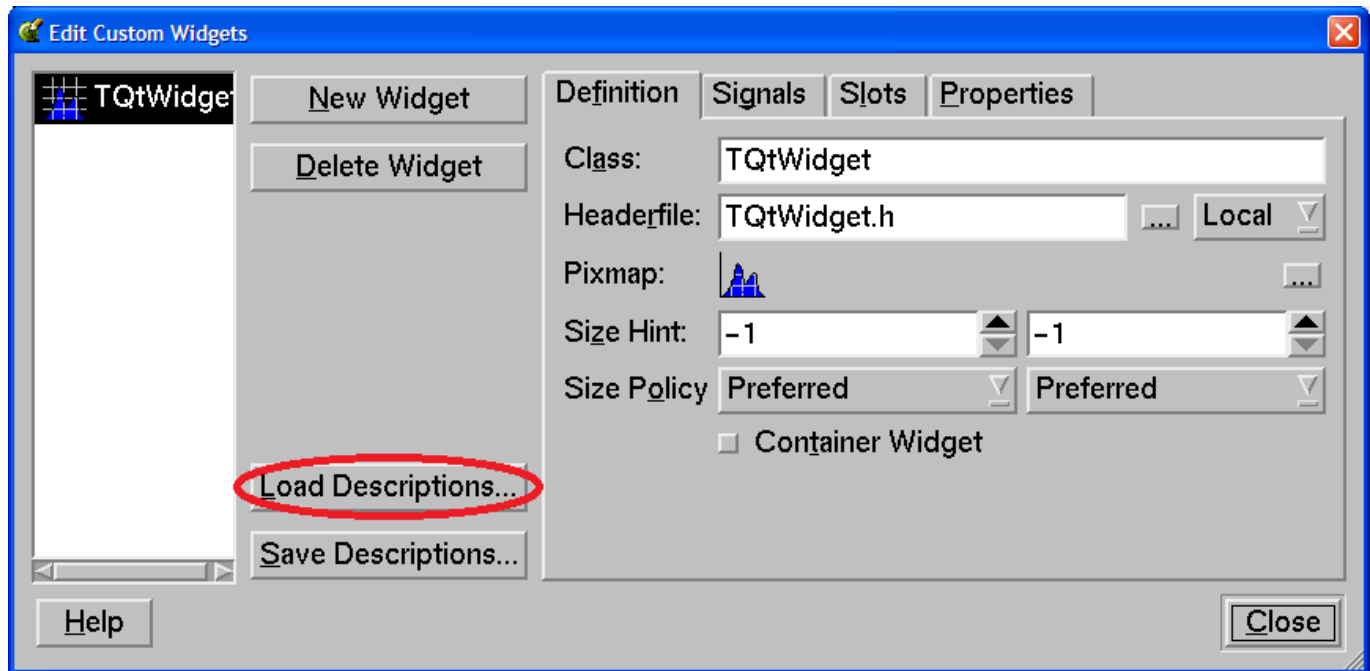 Edit Custom Widgets
TQtWidget
New Widget
Delete Widget
Load Descriptions...
Save Descriptions...
Definition Signals Slots Properties
Class: TQtWidget
Headerfile: TQtWidget.h ... Local
Pixmap: ...
Size Hint: -1 -1
Size Policy Preferred Preferred
Container Widget
Help Close